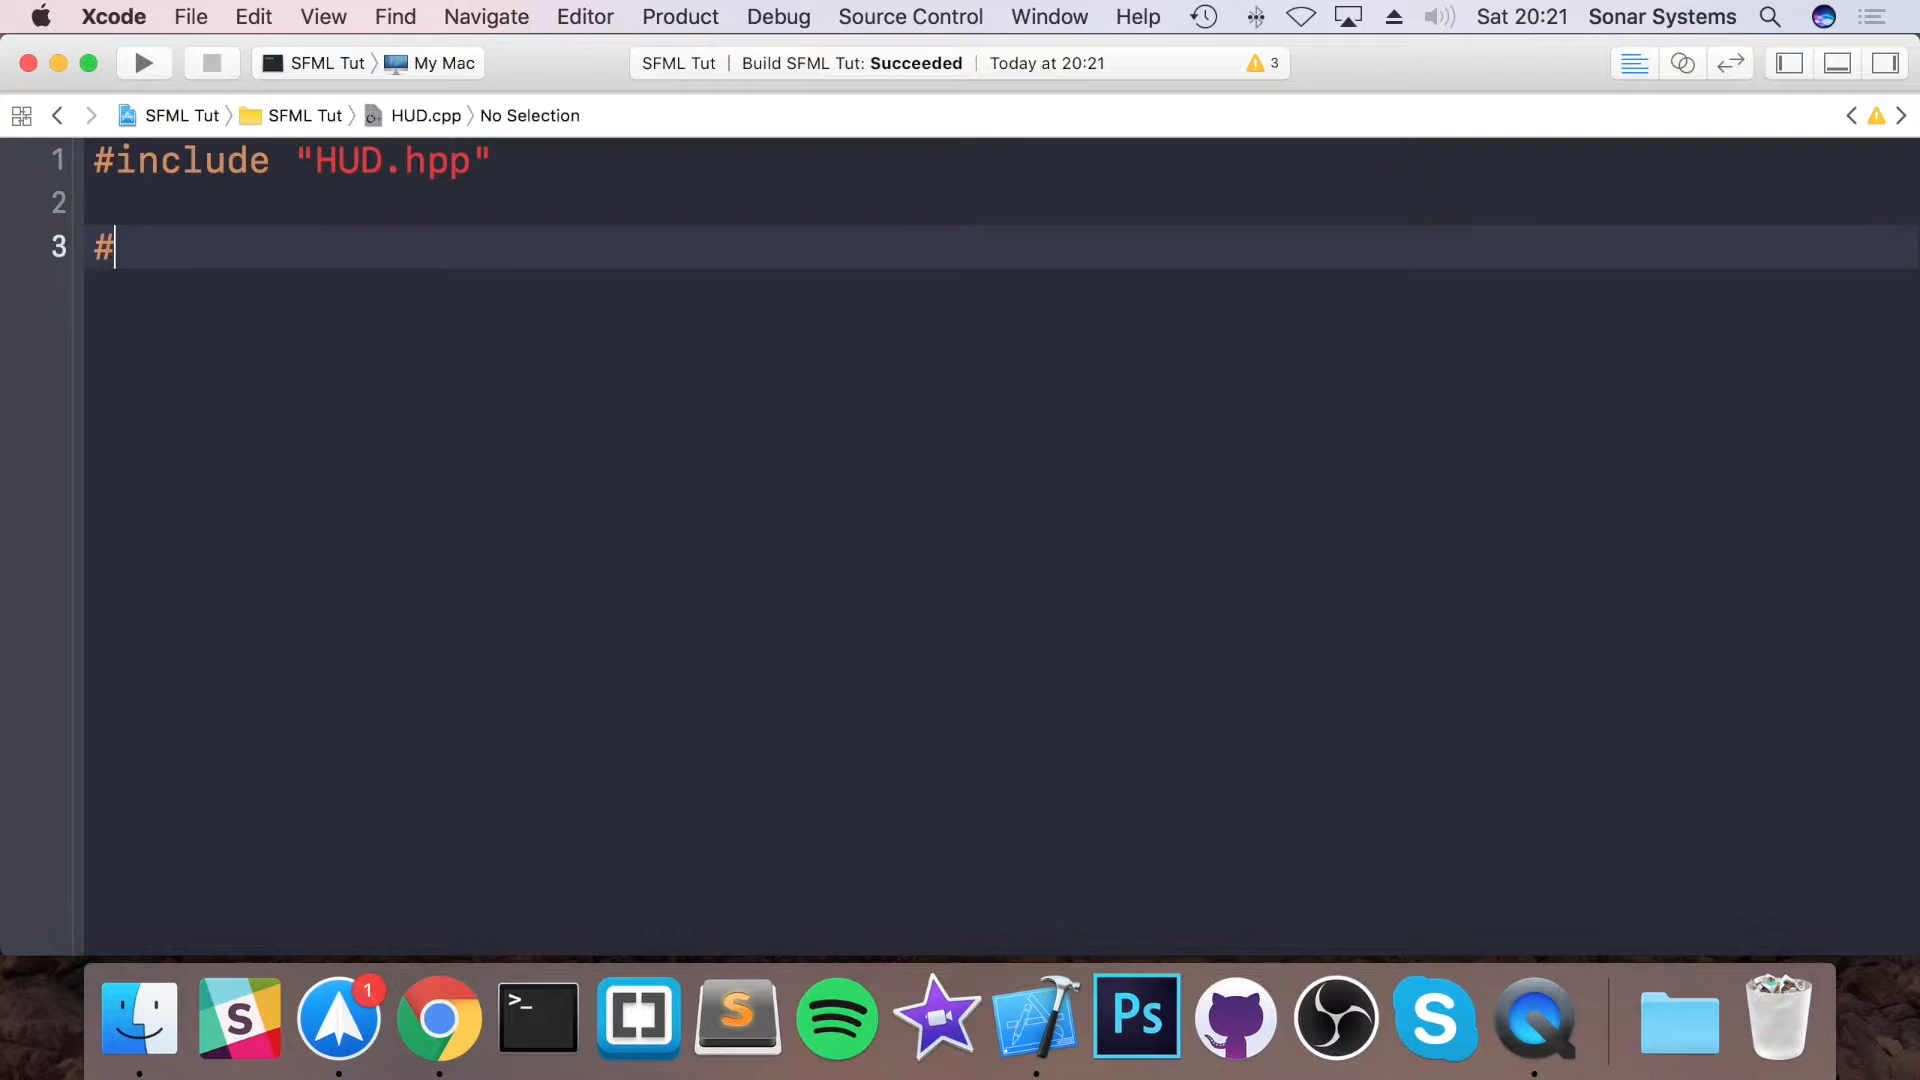 Xcode File Edit View Find Navigate Editor Product Debug Source Control Window Help Sat 20:21 Sonar Systems
SFML Tut My Mac SFML Tut | Build SFML Tut: Succeeded | Today at 20:21 3
SFML Tut SFML Tut HUD.cpp No Selection
1 #include "HUD.hpp"
2
3 #
1
S >_ S Ps S